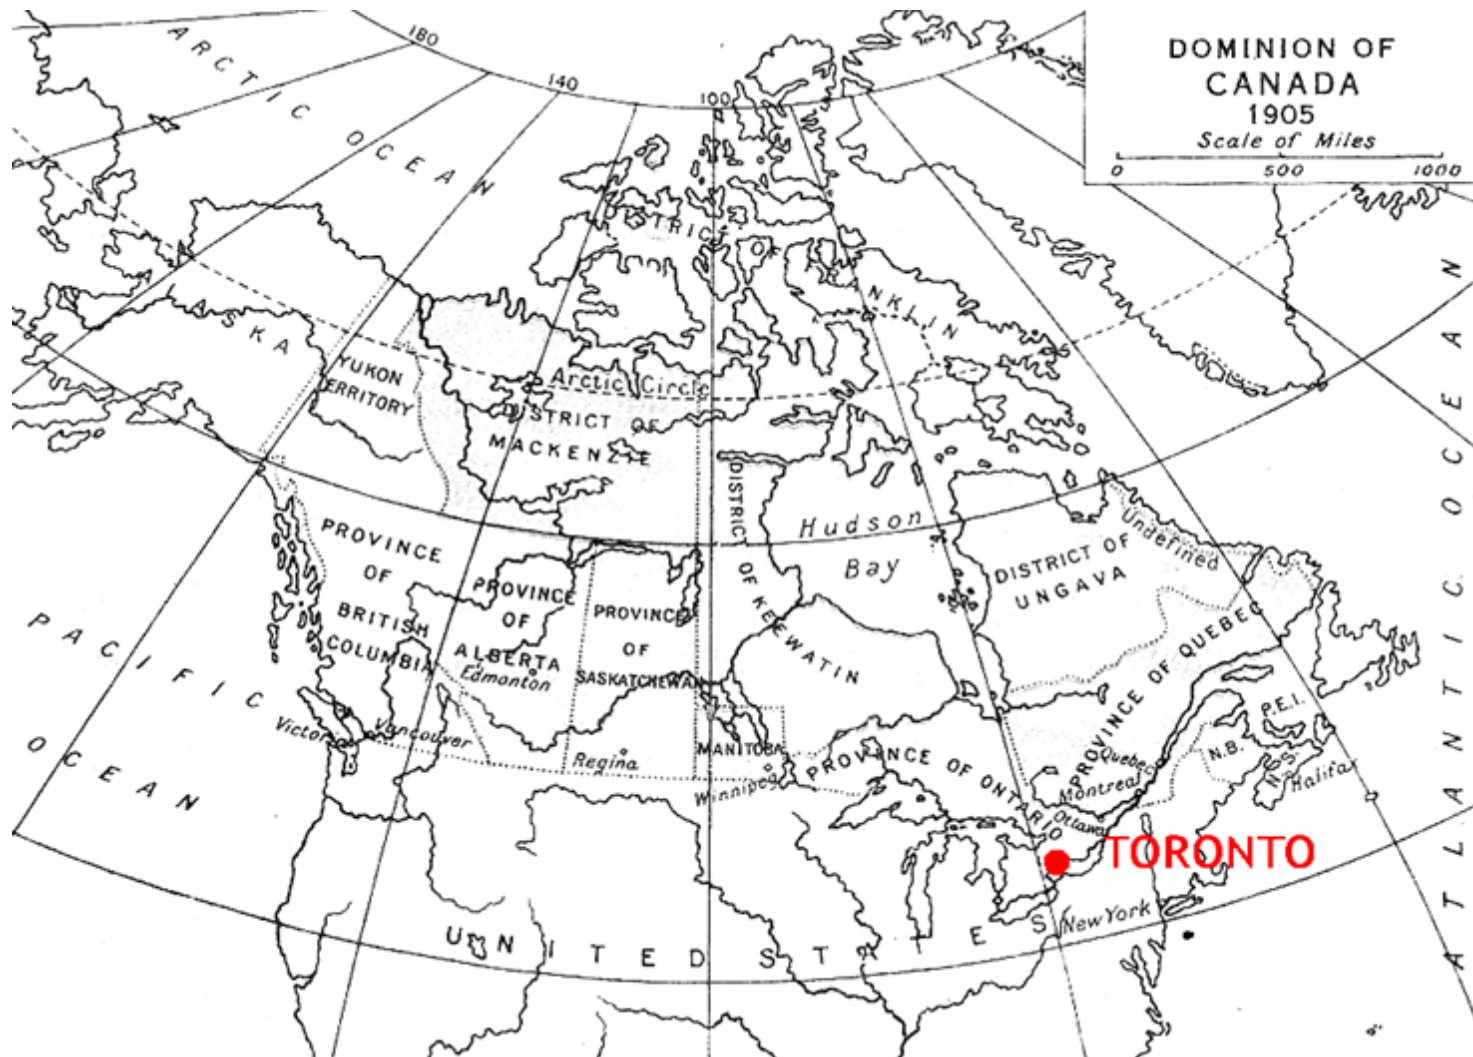 DOMINION OF
CANADA
1905
Scale of Miles
0 500 1000
180
140
100
ARCTIC OCEAN
ALASKA
YUKON
TERRITORY
DISTRICT OF FRANKLIN
Arctic Circle
DISTRICT OF
MACKENZIE
DISTRICT OF KEEWATIN
Hudson
Bay
DISTRICT OF
UNGAVA
Undefined
PROVINCE
OF
BRITISH
COLUMBIA
PROVINCE
OF
ALBERTA
Edmonton
PROVINCE
OF
SASKATCHEWAN
Regina
MANITOBA
Winnipeg
PROVINCE OF ONTARIO
PROVINCE OF QUEBEC
Quebec
Montreal
Ottawa
P.E.I.
N.B.
N.S.
Halifax
Victoria
Vancouver
TORONTO
New York
UNITED STATES
PACIFIC
OCEAN
ATLANTIC OCEAN